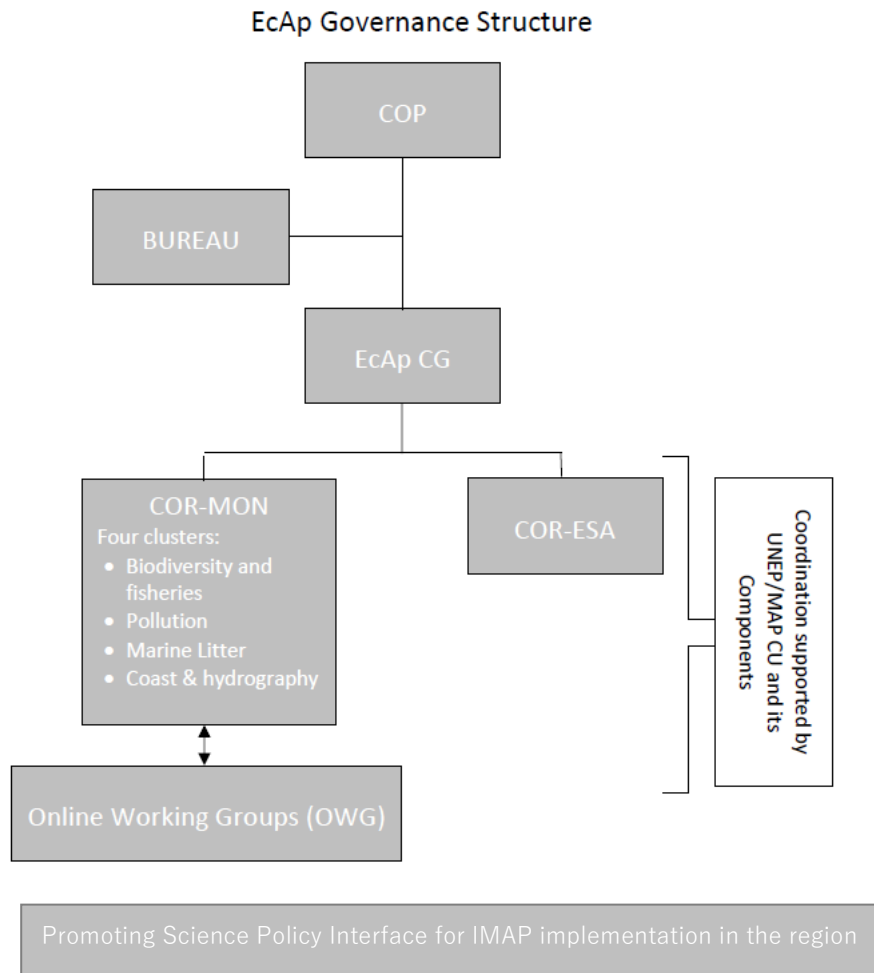 EcAp Governance Structure
COP
BUREAU
EcAp CG
COR-MON
Four clusters:
• Biodiversity and
fisheries
• Pollution
• Marine Litter
• Coast & hydrography
COR-ESA
Coordination supported by
UNEP/MAP CU and its
Components
Online Working Groups (OWG)
Promoting Science Policy Interface for IMAP implementation in the region